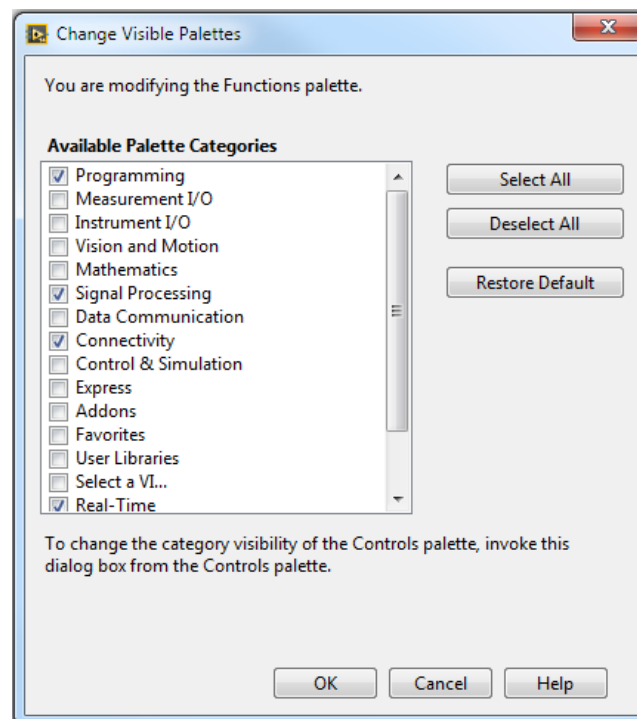 Change Visible Palettes
You are modifying the Functions palette.
Available Palette Categories
Programming
Measurement I/O
Instrument I/O
Vision and Motion
Mathematics
Signal Processing
Data Communication
Connectivity
Control & Simulation
Express
Addons
Favorites
User Libraries
Select a VI...
Real-Time
Select All
Deselect All
Restore Default
To change the category visibility of the Controls palette, invoke this
dialog box from the Controls palette.
OK
Cancel
Help